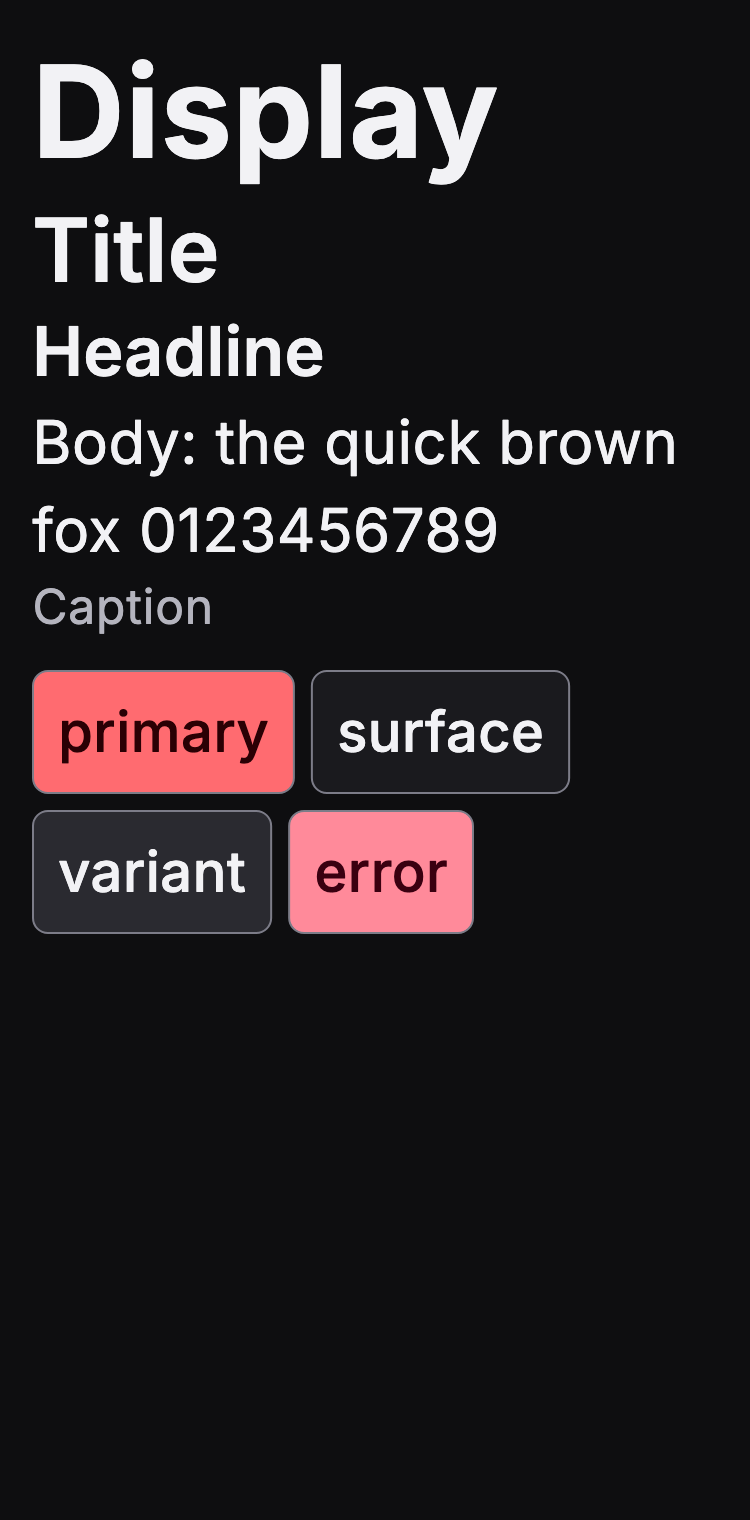 Display
Title
Headline
Body: the quick brown
fox 0123456789
Caption
primary surface
variant error